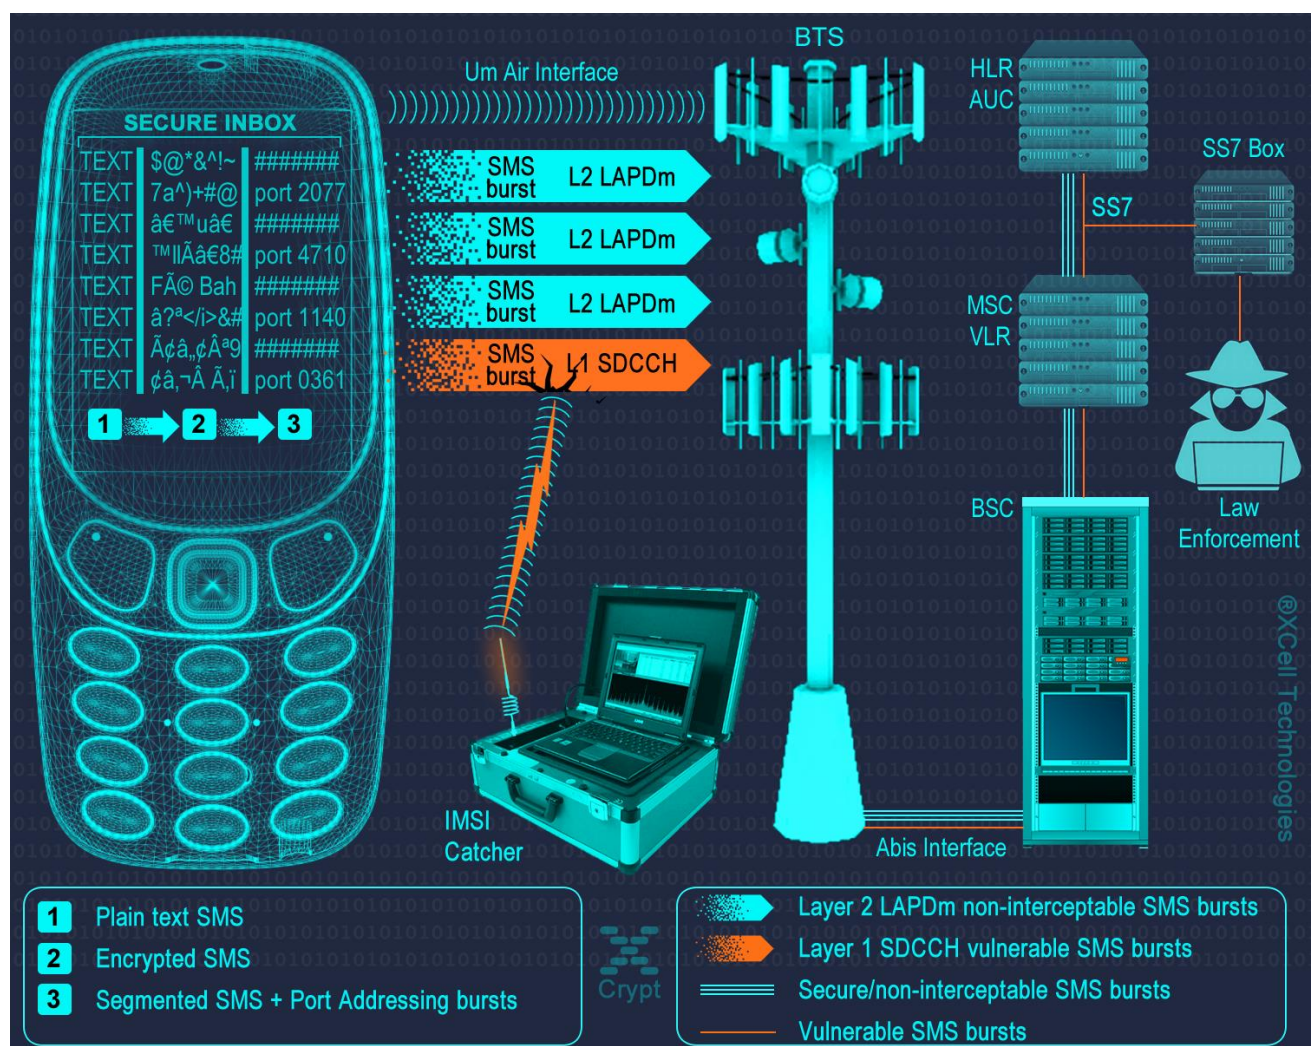 Um Air Interface
BTS
HLR
AUC
SS7 Box
SS7
MSC
VLR
BSC
Law
Enforcement
SECURE INBOX
TEXT $@*&^!~ #######
TEXT 7a^)+#@ port 2077
TEXT â€™uâ€ #######
TEXT ™llÃâ€8# port 4710
TEXT FÃ© Bah #######
TEXT â?ª</i>&# port 1140
TEXT Ã¢â„¢Âª9 #######
TEXT ¢â‚¬Â Ã‚ï port 0361
1 2 3
SMS burst L2 LAPDm
SMS burst L2 LAPDm
SMS burst L2 LAPDm
SMS burst L1 SDCCH
IMSI
Catcher
Abis Interface
®XCell Technologies
1 Plain text SMS
2 Encrypted SMS
3 Segmented SMS + Port Addressing bursts
Crypt
Layer 2 LAPDm non-interceptable SMS bursts
Layer 1 SDCCH vulnerable SMS bursts
Secure/non-interceptable SMS bursts
Vulnerable SMS bursts